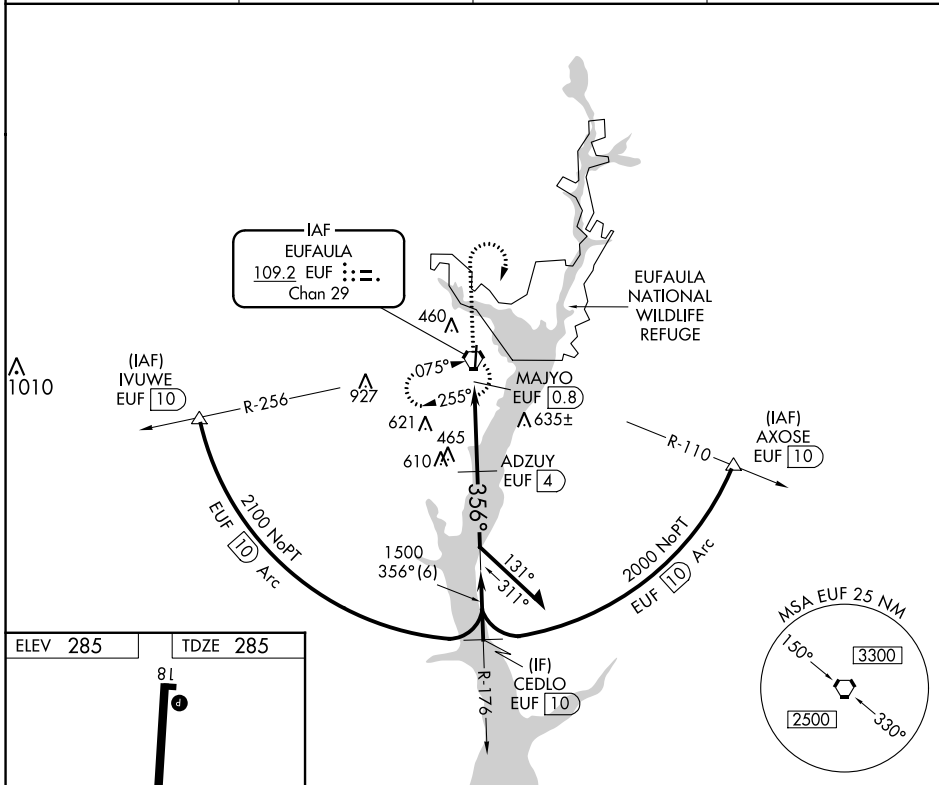 IAF
EUFAULA
109.2 EUF
Chan 29
EUFAULA
NATIONAL
WILDLIFE
REFUGE
460
1010
(IAF)
IVUWE
EUF 10
R-256
927
075°
255°
MAJYO
EUF 0.8
621
635±
465
610
ADZUY
EUF 4
R-110
(IAF)
AXOSE
EUF 10
356°
2100 NoPT
EUF 10 Arc
1500
356° (6)
131°
311°
2000 NoPT
EUF 10 Arc
(IF)
CEDLO
EUF 10
R-176
MSA EUF 25 NM
150°
3300
2500
330°
ELEV 285
TDZE 285
18
P